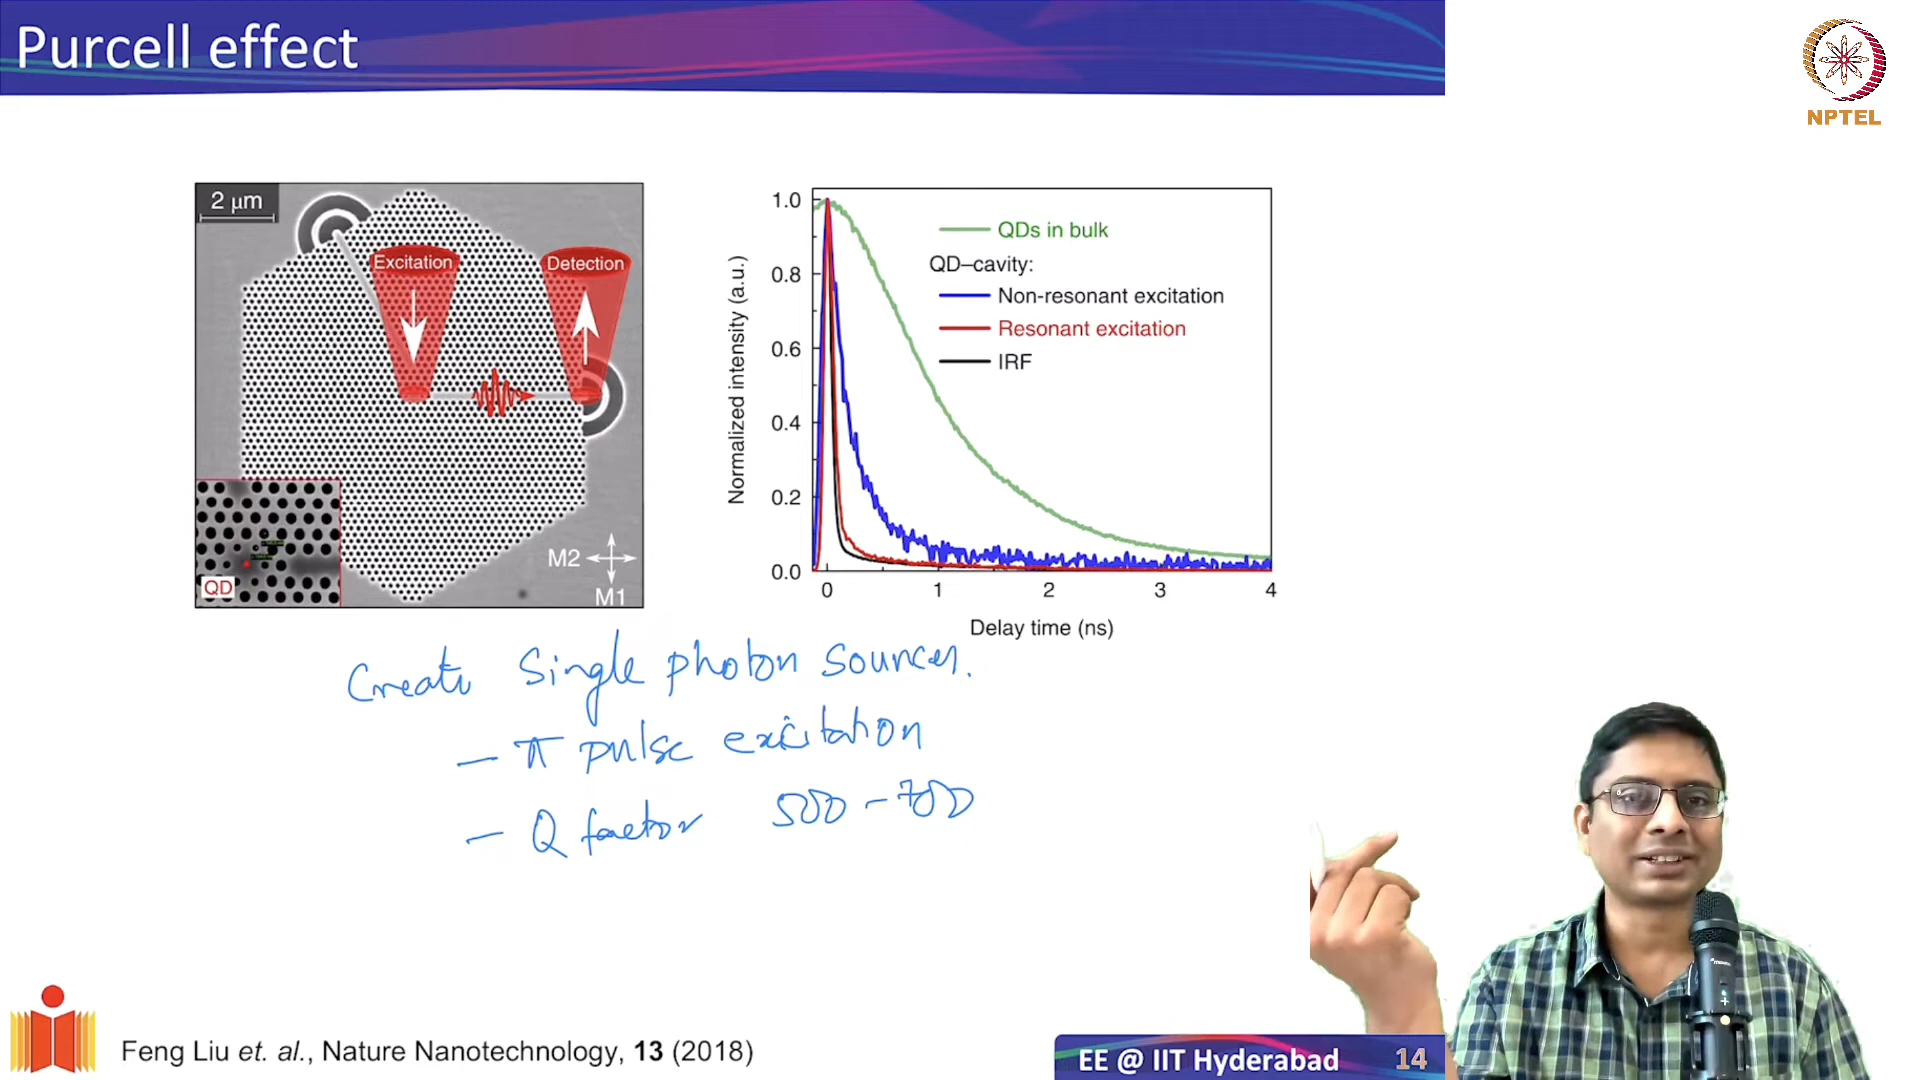 Purcell effect
NPTEL
2 μm
Excitation
Detection
QD
M2
M1
Normalized intensity (a.u.)
1.0
0.8
0.6
0.4
0.2
0.0
QDs in bulk
QD–cavity:
Non-resonant excitation
Resonant excitation
IRF
0 1 2 3 4
Delay time (ns)
Create Single photon sources.
– π pulse excitation
– Q factor 500 – 700
Feng Liu et. al., Nature Nanotechnology, 13 (2018)
EE @ IIT Hyderabad 14